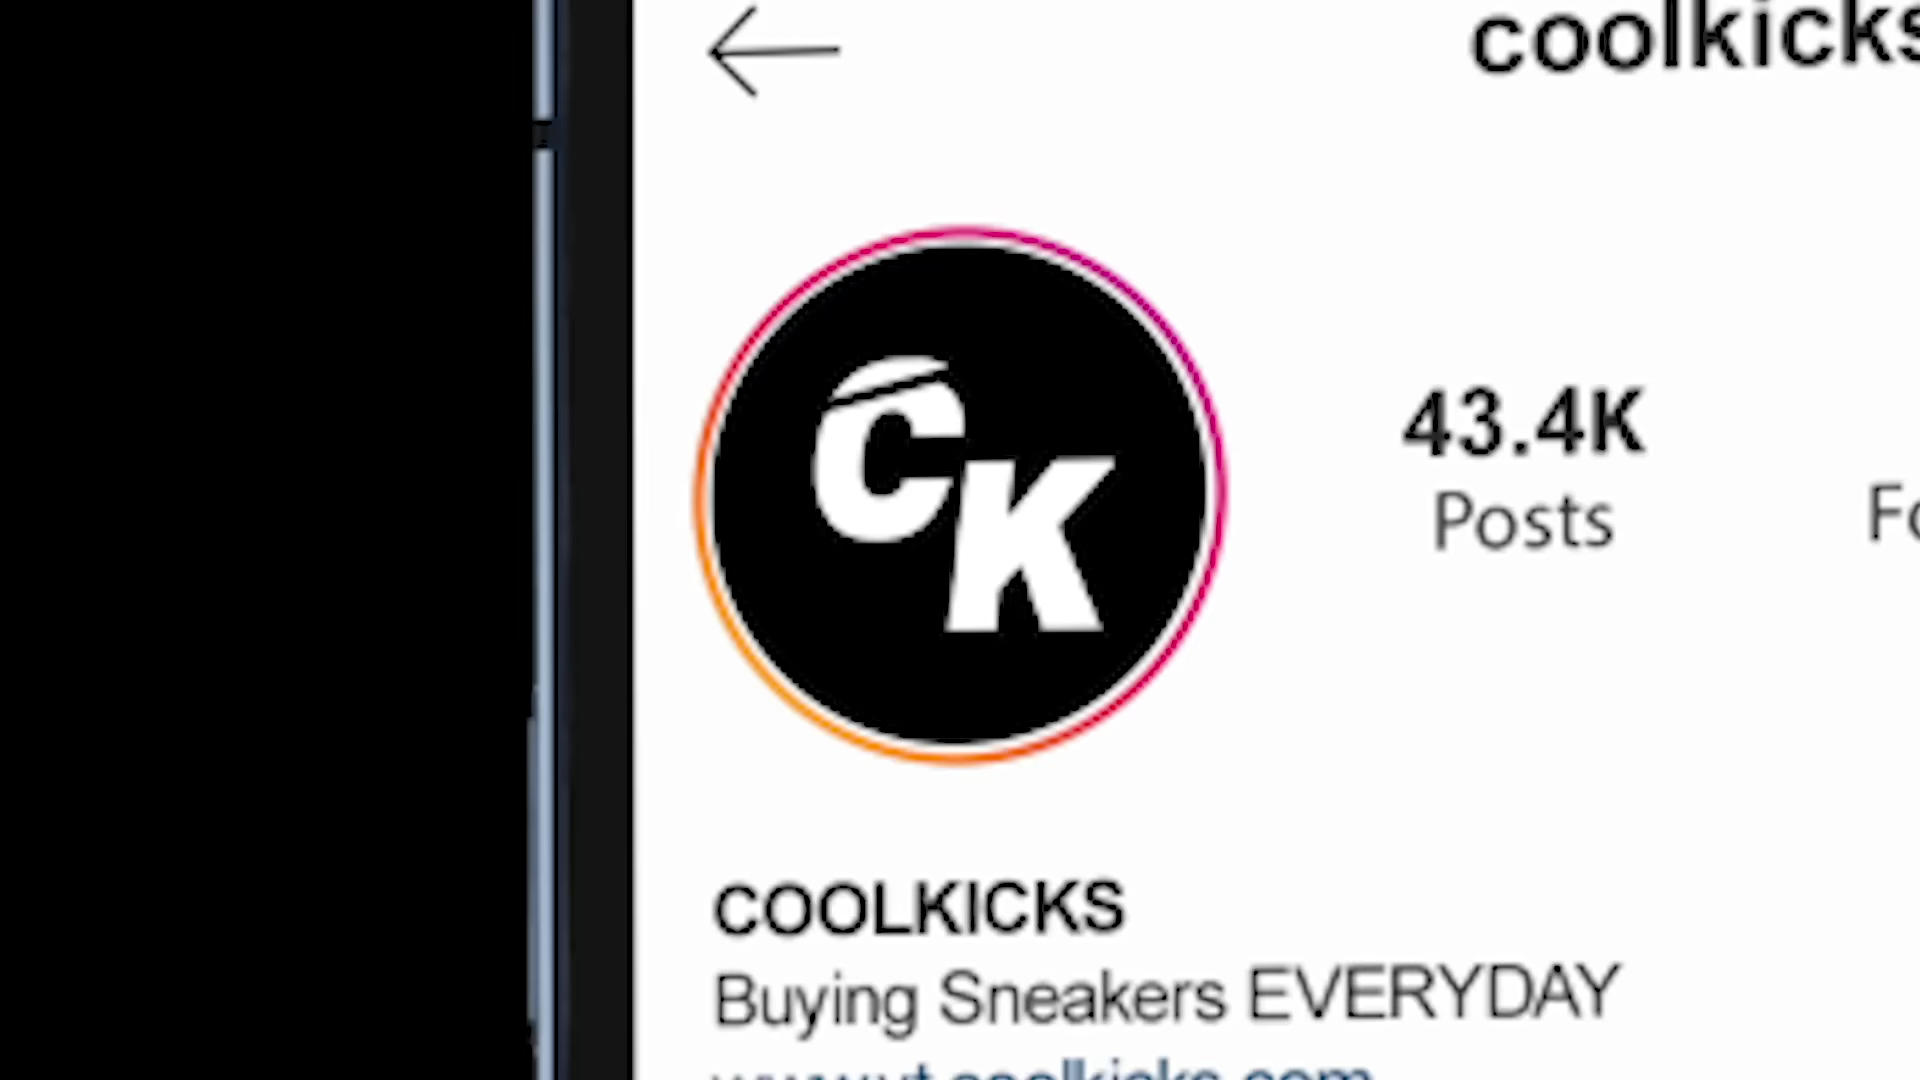 coolkicks
CK
43.4K
Posts
COOLKICKS
Buying Sneakers EVERYDAY